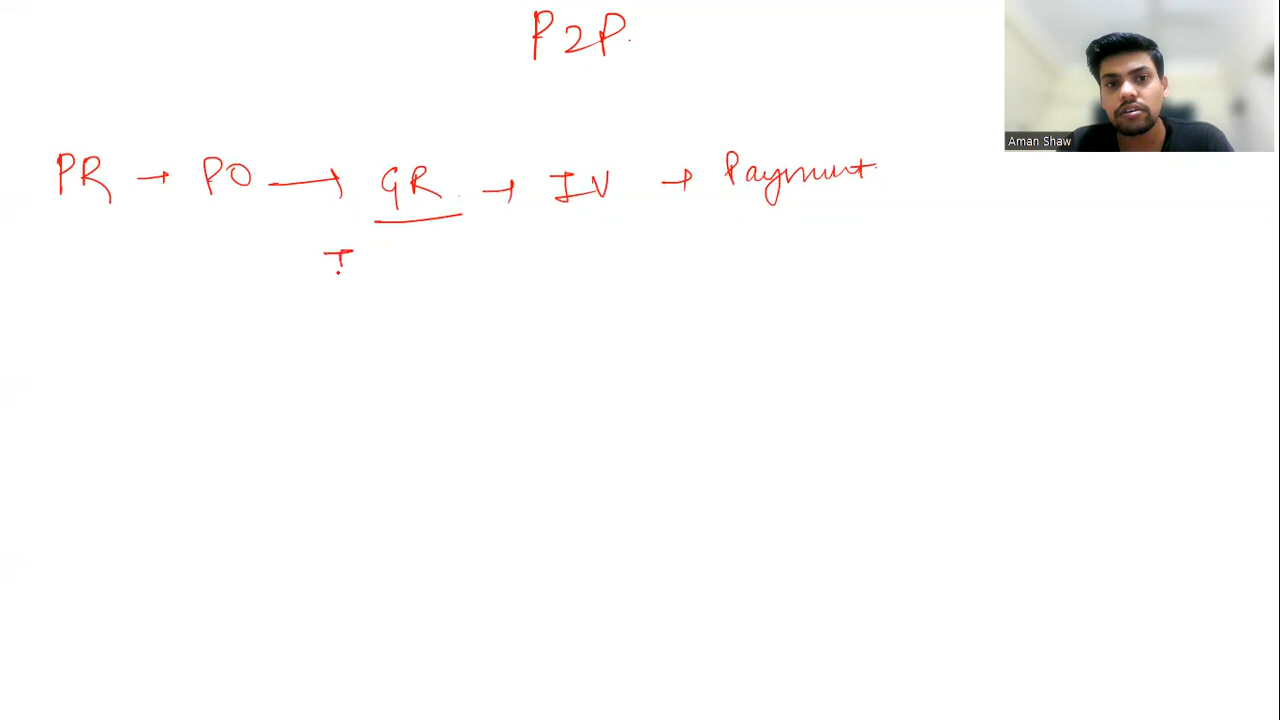 P2P.
Aman Shaw
PR → PO → GR → IV → Payment